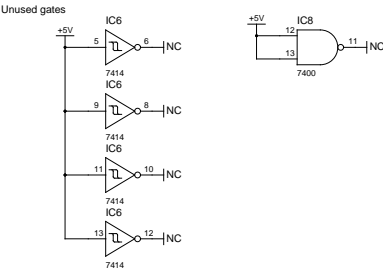 Unused gates
+5V
IC6
5 6 NC
7414
IC6
9 8 NC
7414
IC6
11 10 NC
7414
IC6
13 12 NC
7414
+5V
IC8
12
13
11 NC
7400